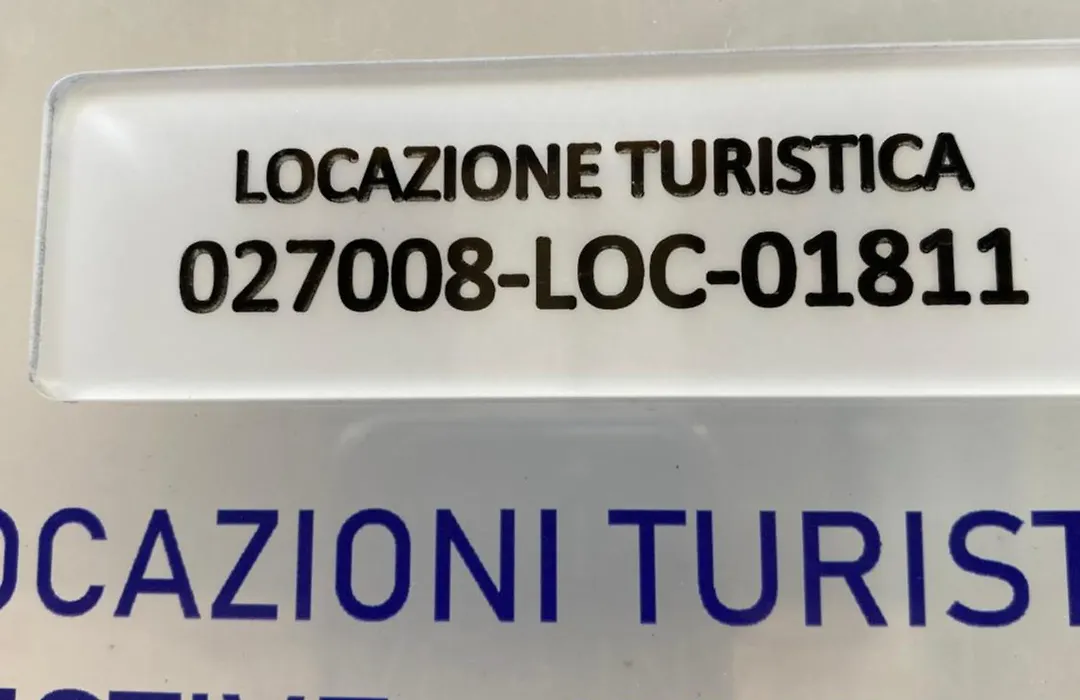 LOCAZIONE TURISTICA
027008-LOC-01811
OCAZIONI TURIST